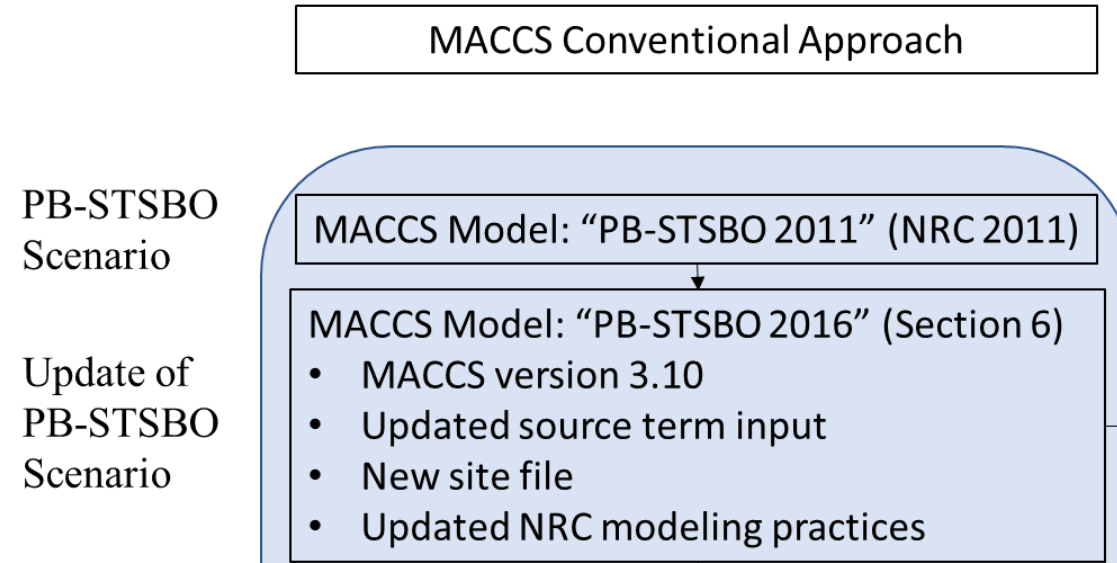 MACCS Conventional Approach
PB-STSBO
Scenario
MACCS Model: “PB-STSBO 2011” (NRC 2011)
Update of
PB-STSBO
Scenario
MACCS Model: “PB-STSBO 2016” (Section 6)
• MACCS version 3.10
• Updated source term input
• New site file
• Updated NRC modeling practices